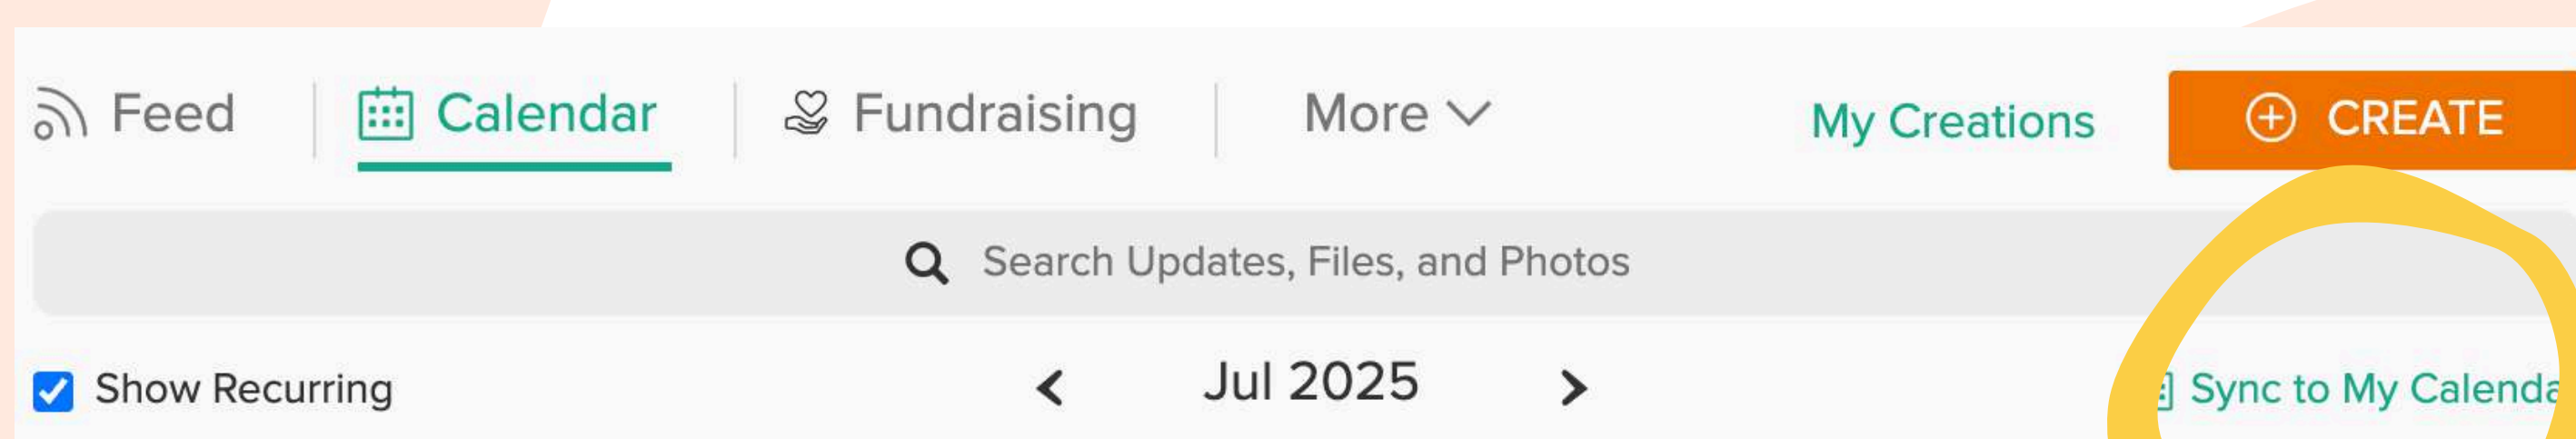 Feed Calendar Fundraising More My Creations CREATE
Search Updates, Files, and Photos
Show Recurring Jul 2025 Sync to My Calenda